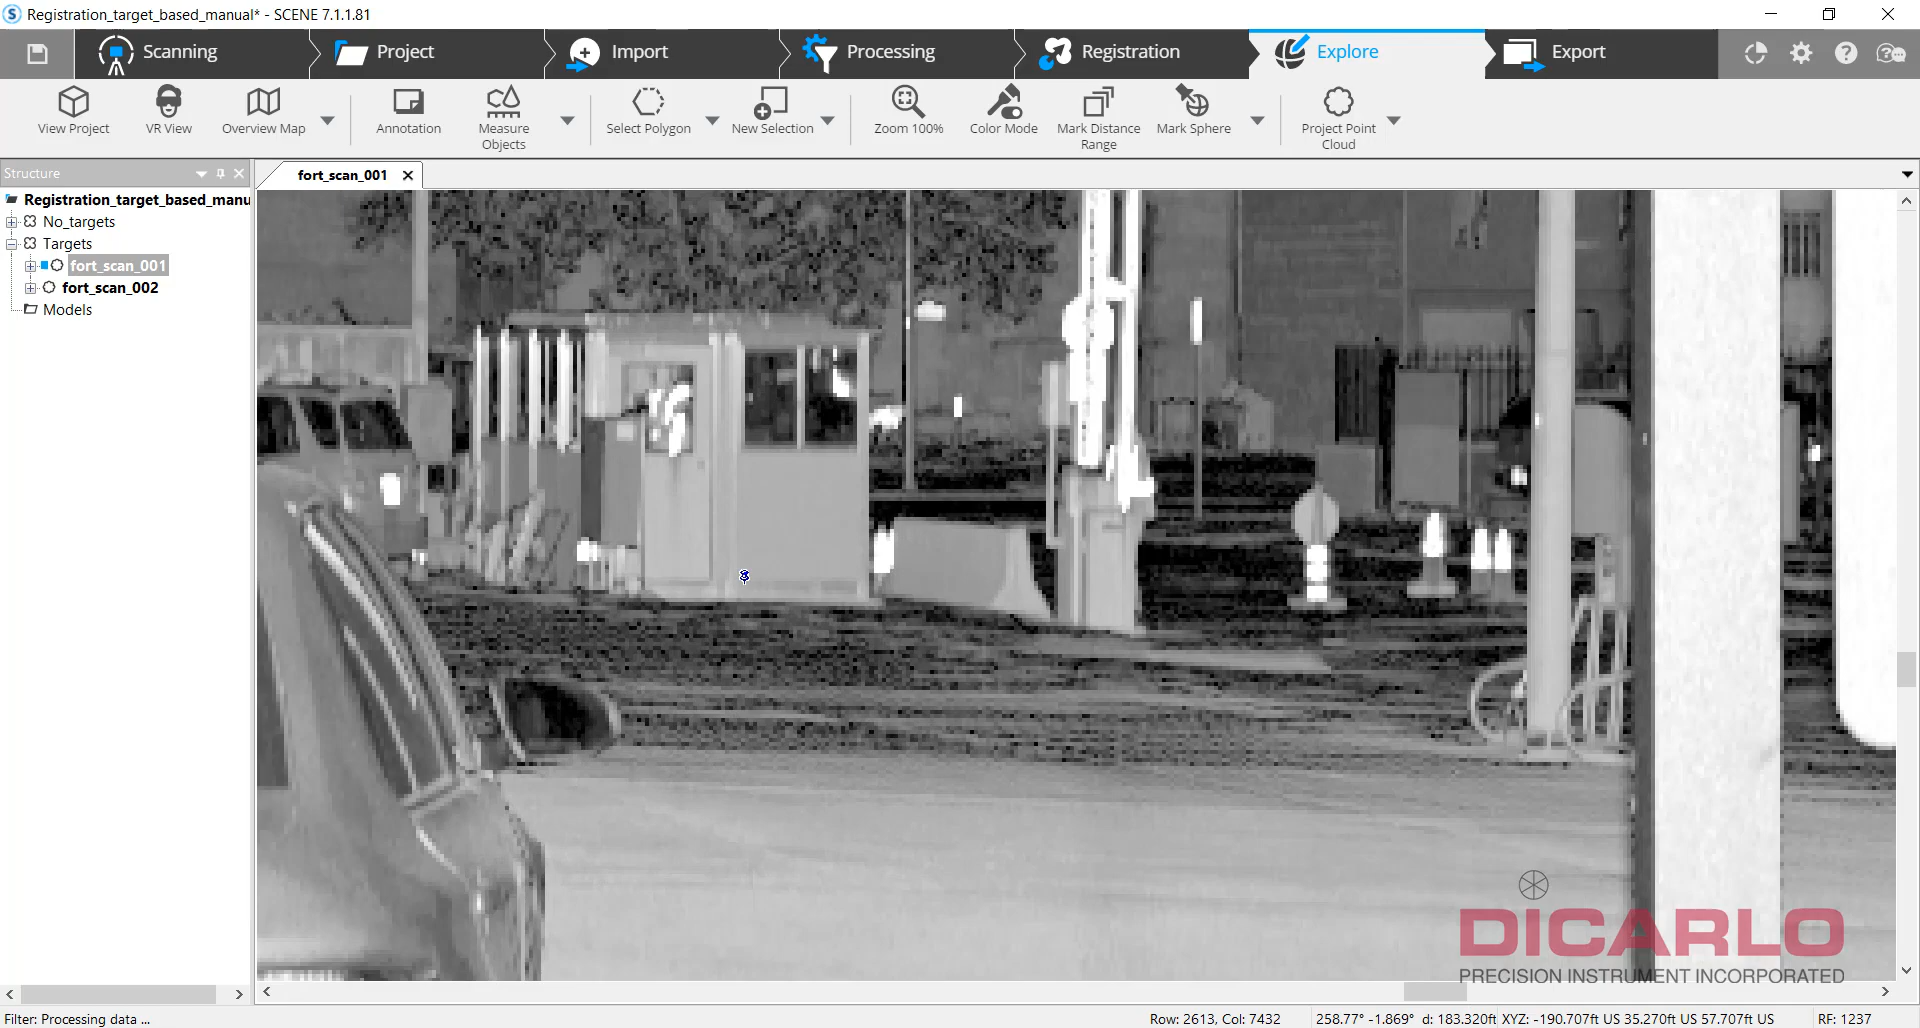 Registration_target_based_manual* - SCENE 7.1.1.81
Scanning
Project
Import
Processing
Registration
Explore
Export
View Project
VR View
Overview Map
Annotation
Measure
Objects
Select Polygon
New Selection
Zoom 100%
Color Mode
Mark Distance
Range
Mark Sphere
Project Point
Cloud
Structure
fort_scan_001
Registration_target_based_manu
No_targets
Targets
fort_scan_001
fort_scan_002
Models
DICARLO
PRECISION INSTRUMENT INCORPORATED
Filter: Processing data ...
Row: 2613, Col: 7432
258.77° -1.869° d: 183.320ft XYZ: -190.707ft US 35.270ft US 57.707ft US
RF: 1237